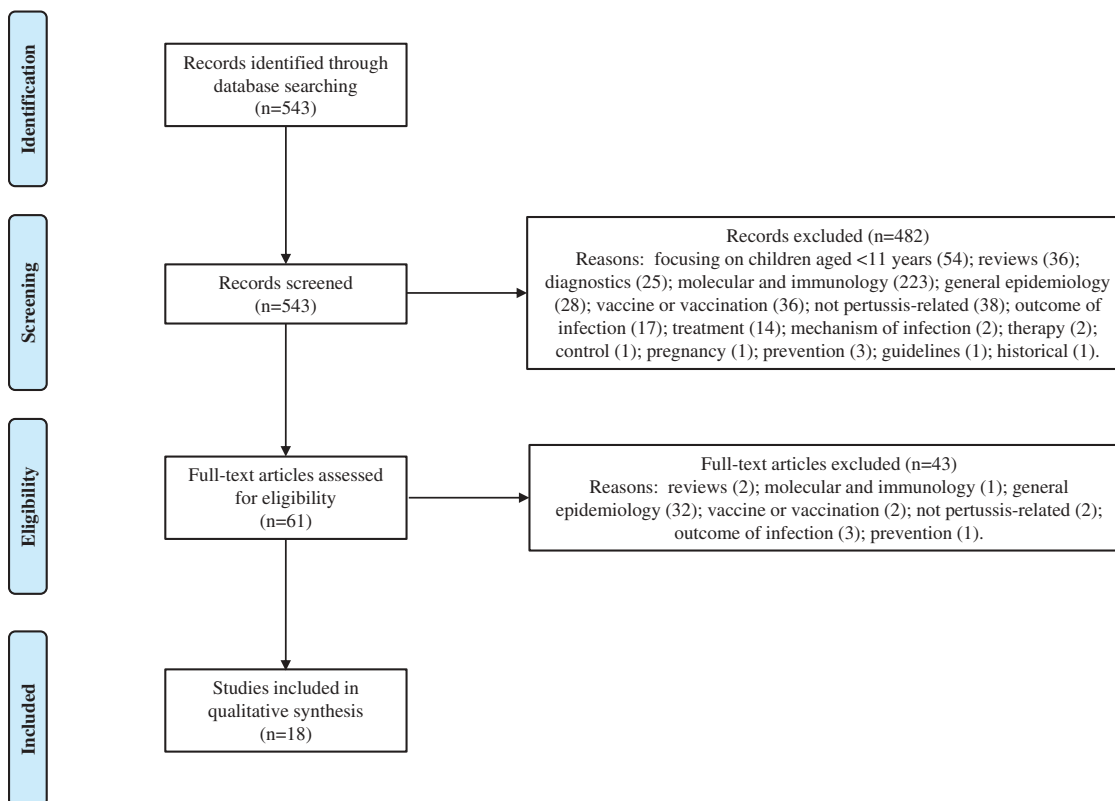 Identification
Records identified through
database searching
(n=543)
Screening
Records screened
(n=543)
Records excluded (n=482)
Reasons: focusing on children aged <11 years (54); reviews (36);
diagnostics (25); molecular and immunology (223); general epidemiology
(28); vaccine or vaccination (36); not pertussis-related (38); outcome of
infection (17); treatment (14); mechanism of infection (2); therapy (2);
control (1); pregnancy (1); prevention (3); guidelines (1); historical (1).
Eligibility
Full-text articles assessed
for eligibility
(n=61)
Full-text articles excluded (n=43)
Reasons: reviews (2); molecular and immunology (1); general
epidemiology (32); vaccine or vaccination (2); not pertussis-related (2);
outcome of infection (3); prevention (1).
Included
Studies included in
qualitative synthesis
(n=18)